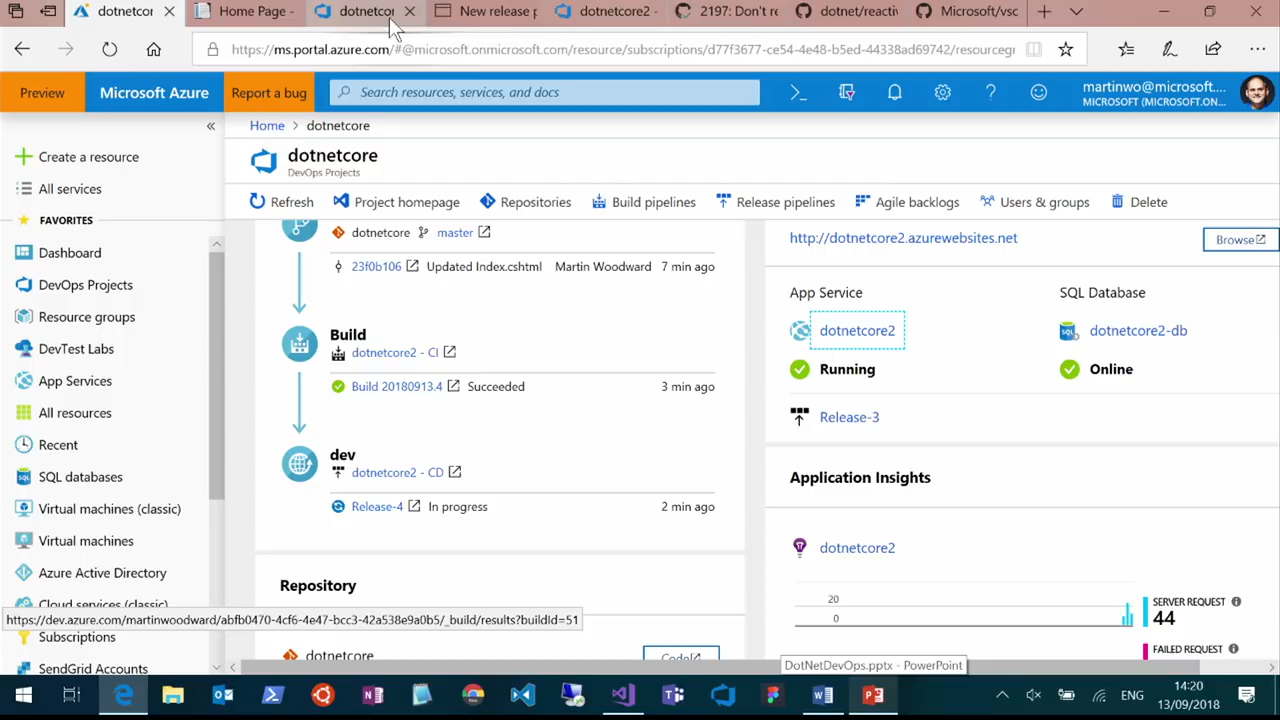 dotnetcor
Home Page -
dotnetcor
New release p
dotnetcore2 -
2197: Don't re
dotnet/reactiv
Microsoft/vsc
https://ms.portal.azure.com/#@microsoft.onmicrosoft.com/resource/subscriptions/d77f3677-ce54-4e48-b5ed-44338ad69742/resourcegr
Preview
Microsoft Azure
Report a bug
Search resources, services, and docs
martinwo@microsoft....
MICROSOFT (MICROSOFT.ON...
Home > dotnetcore
dotnetcore
DevOps Projects
Refresh
Project homepage
Repositories
Build pipelines
Release pipelines
Agile backlogs
Users & groups
Delete
Create a resource
All services
FAVORITES
Dashboard
DevOps Projects
Resource groups
DevTest Labs
App Services
All resources
Recent
SQL databases
Virtual machines (classic)
Virtual machines
Azure Active Directory
Cloud services (classic)
https://dev.azure.com/martinwoodward/abfb0470-4cf6-4e47-bcc3-42a538e9a0b5/_build/results?buildId=51
Subscriptions
SendGrid Accounts
dotnetcore master
23f0b106 Updated Index.cshtml Martin Woodward 7 min ago
Build
dotnetcore2 - CI
Build 20180913.4 Succeeded 3 min ago
dev
dotnetcore2 - CD
Release-4 In progress 2 min ago
Repository
dotnetcore
Code
http://dotnetcore2.azurewebsites.net
Browse
App Service
dotnetcore2
Running
Release-3
SQL Database
dotnetcore2-db
Online
Application Insights
dotnetcore2
20
0
SERVER REQUEST
44
FAILED REQUEST
DotNetDevOps.pptx - PowerPoint
ENG
14:20
13/09/2018